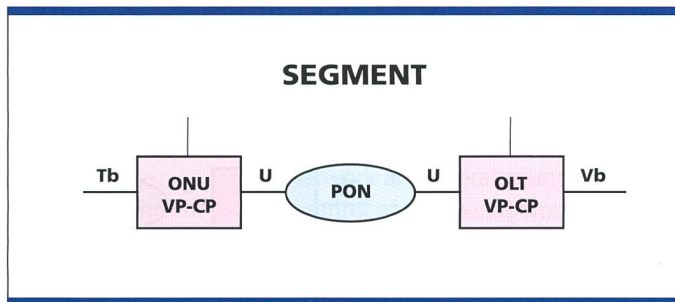 SEGMENT
Tb
ONU
VP-CP
U
PON
U
OLT
VP-CP
Vb